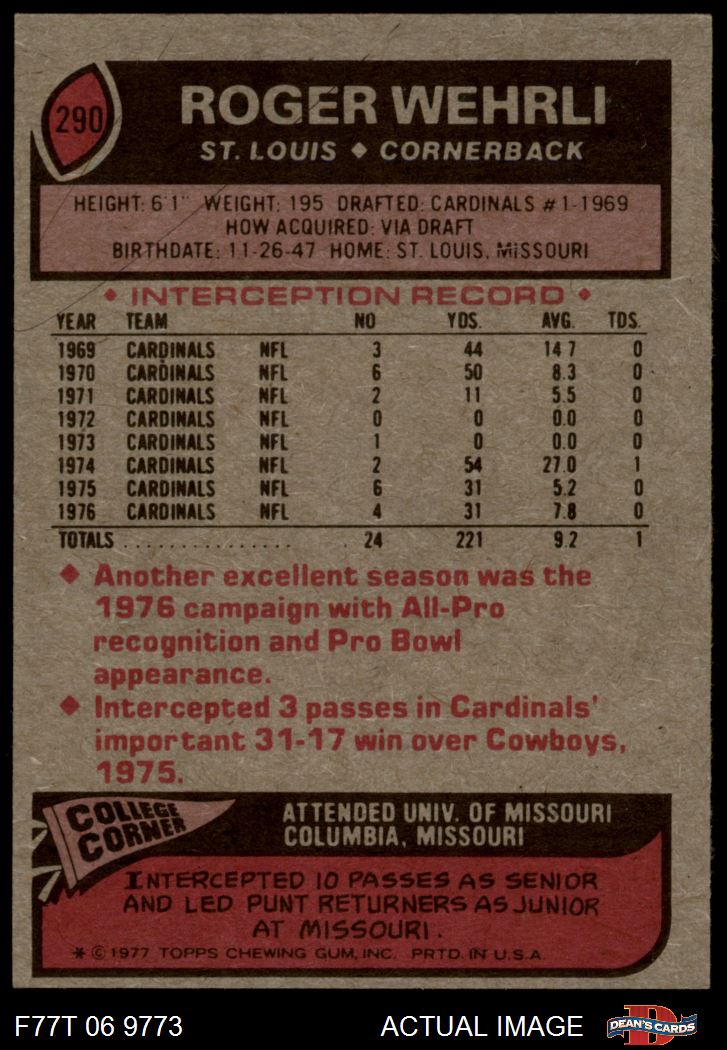 290
ROGER WEHRLI
ST. LOUIS ♦ CORNERBACK
HEIGHT: 6'1" WEIGHT: 195 DRAFTED: CARDINALS #1-1969
HOW ACQUIRED: VIA DRAFT
BIRTHDATE: 11-26-47 HOME: ST. LOUIS, MISSOURI
♦ INTERCEPTION RECORD ♦
YEAR TEAM NO YDS. AVG. TDS.
1969 CARDINALS NFL 3 44 14 7 0
1970 CARDINALS NFL 6 50 8.3 0
1971 CARDINALS NFL 2 11 5.5 0
1972 CARDINALS NFL 0 0 0.0 0
1973 CARDINALS NFL 1 0 0.0 0
1974 CARDINALS NFL 2 54 27.0 1
1975 CARDINALS NFL 6 31 5.2 0
1976 CARDINALS NFL 4 31 7.8 0
TOTALS . . . . . . . . . . . . . . . . 24 221 9.2 1
♦ Another excellent season was the
1976 campaign with All-Pro
recognition and Pro Bowl
appearance.
♦ Intercepted 3 passes in Cardinals'
important 31-17 win over Cowboys,
1975.
COLLEGE
CORNER
ATTENDED UNIV. OF MISSOURI
COLUMBIA, MISSOURI
INTERCEPTED 10 PASSES AS SENIOR
AND LED PUNT RETURNERS AS JUNIOR
AT MISSOURI.
* © 1977 TOPPS CHEWING GUM, INC. PRTD. IN U.S.A.
F77T 06 9773
ACTUAL IMAGE
DEAN'S CARDS